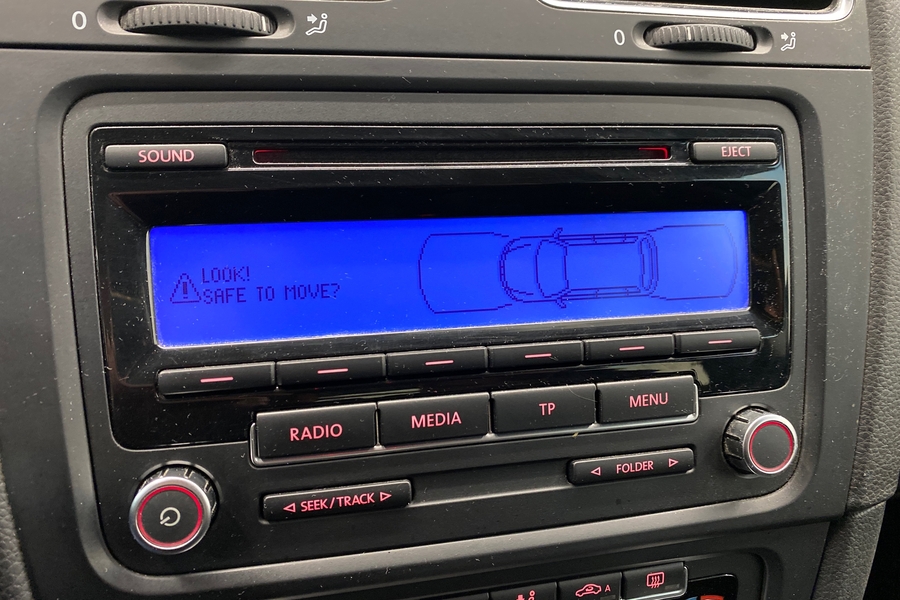 0
0
SOUND
EJECT
LOOK!
SAFE TO MOVE?
RADIO
MEDIA
TP
MENU
FOLDER
SEEK/TRACK
A